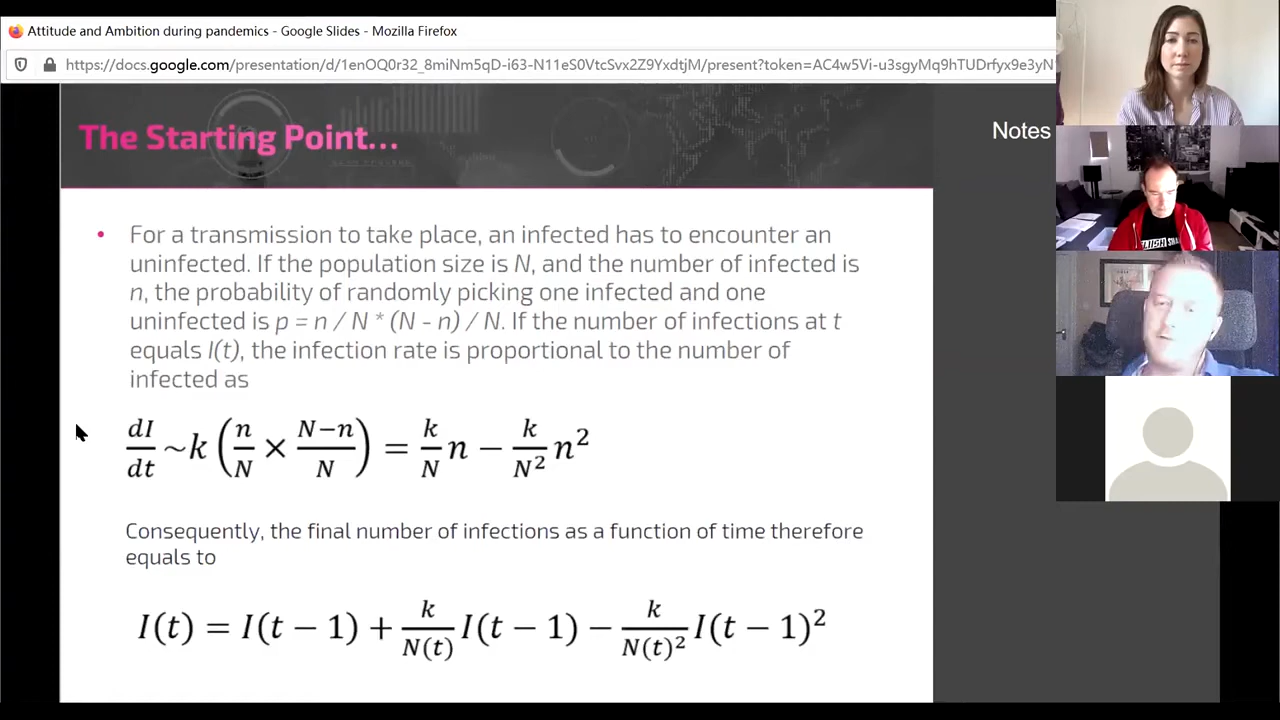 Attitude and Ambition during pandemics - Google Slides - Mozilla Firefox
https://docs.google.com/presentation/d/1enOQ0r32_8miNmqD-i63-N11eS0VtcSvx2Z9YxdtjM/present?token=AC4w5Vi-u3sgyMq9hTUDrfyx9e3yN
The Starting Point...
Notes
• For a transmission to take place, an infected has to encounter an
uninfected. If the population size is N, and the number of infected is
n, the probability of randomly picking one infected and one
uninfected is p = n / N * (N - n) / N. If the number of infections at t
equals I(t), the infection rate is proportional to the number of
infected as
dI/dt ~k (n/N × N−n/N) = k/N n − k/N² n²
Consequently, the final number of infections as a function of time therefore
equals to
I(t) = I(t − 1) + k/N(t) I(t − 1) − k/N(t)² I(t − 1)²